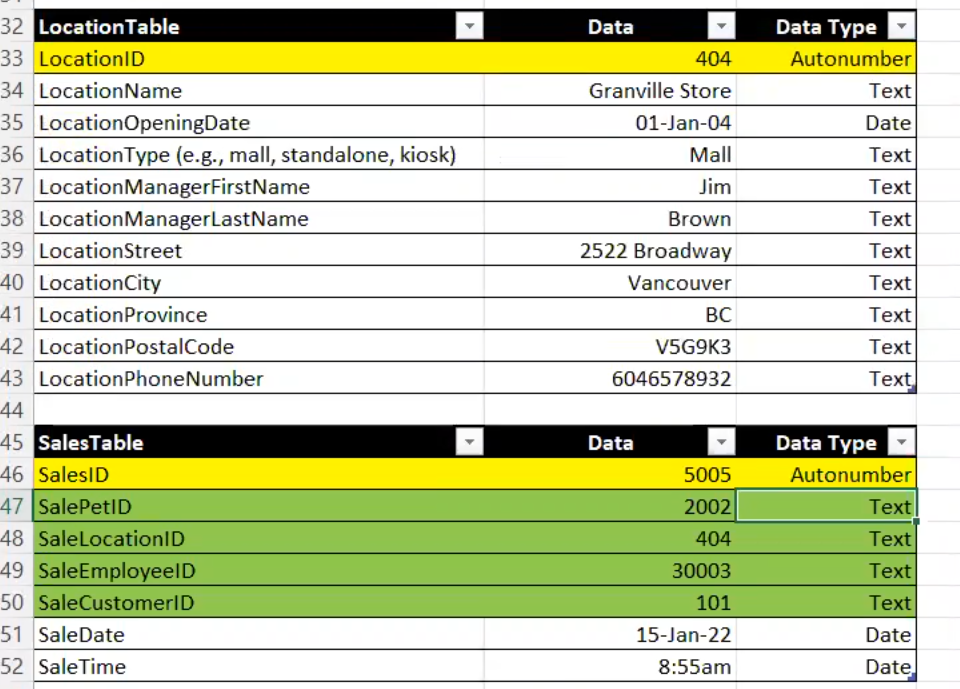 32 LocationTable Data Data Type
33 LocationID 404 Autonumber
34 LocationName Granville Store Text
35 LocationOpeningDate 01-Jan-04 Date
36 LocationType (e.g., mall, standalone, kiosk) Mall Text
37 LocationManagerFirstName Jim Text
38 LocationManagerLastName Brown Text
39 LocationStreet 2522 Broadway Text
40 LocationCity Vancouver Text
41 LocationProvince BC Text
42 LocationPostalCode V5G9K3 Text
43 LocationPhoneNumber 6046578932 Text
44
45 SalesTable Data Data Type
46 SalesID 5005 Autonumber
47 SalePetID 2002 Text
48 SaleLocationID 404 Text
49 SaleEmployeeID 30003 Text
50 SaleCustomerID 101 Text
51 SaleDate 15-Jan-22 Date
52 SaleTime 8:55am Date